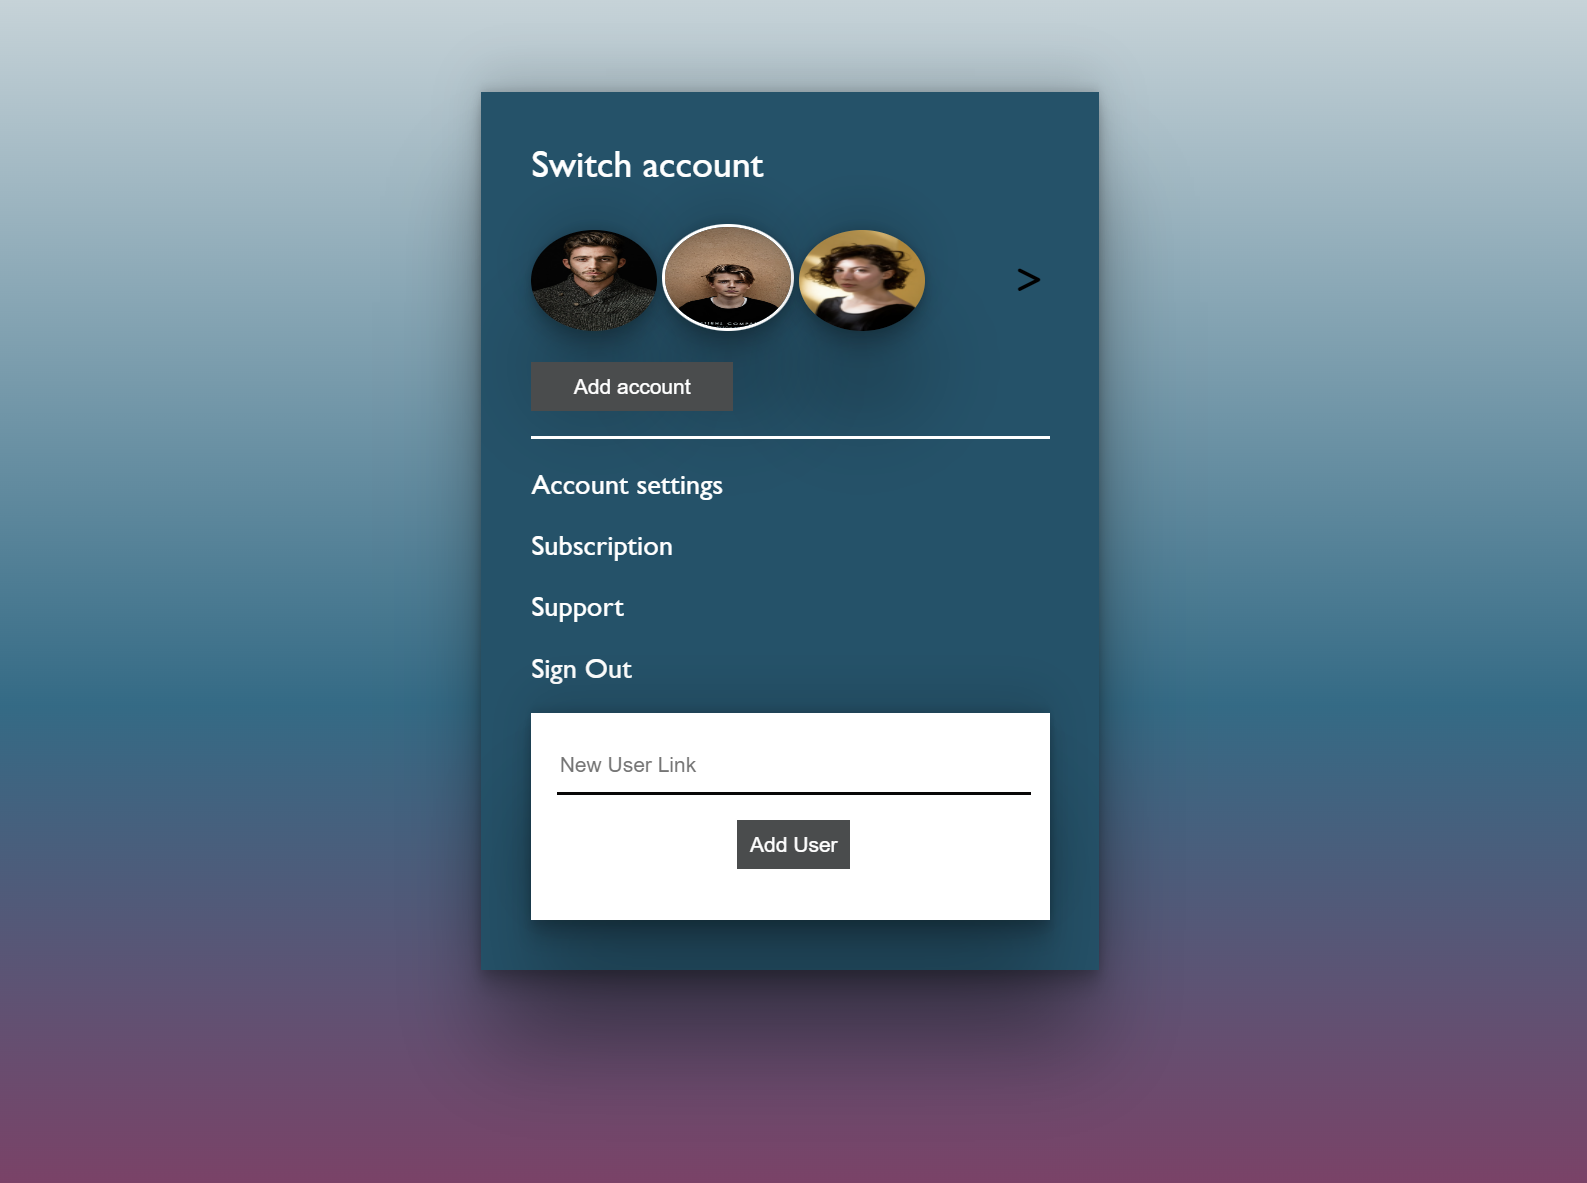 Switch account
>
Add account
Account settings
Subscription
Support
Sign Out
New User Link
Add User